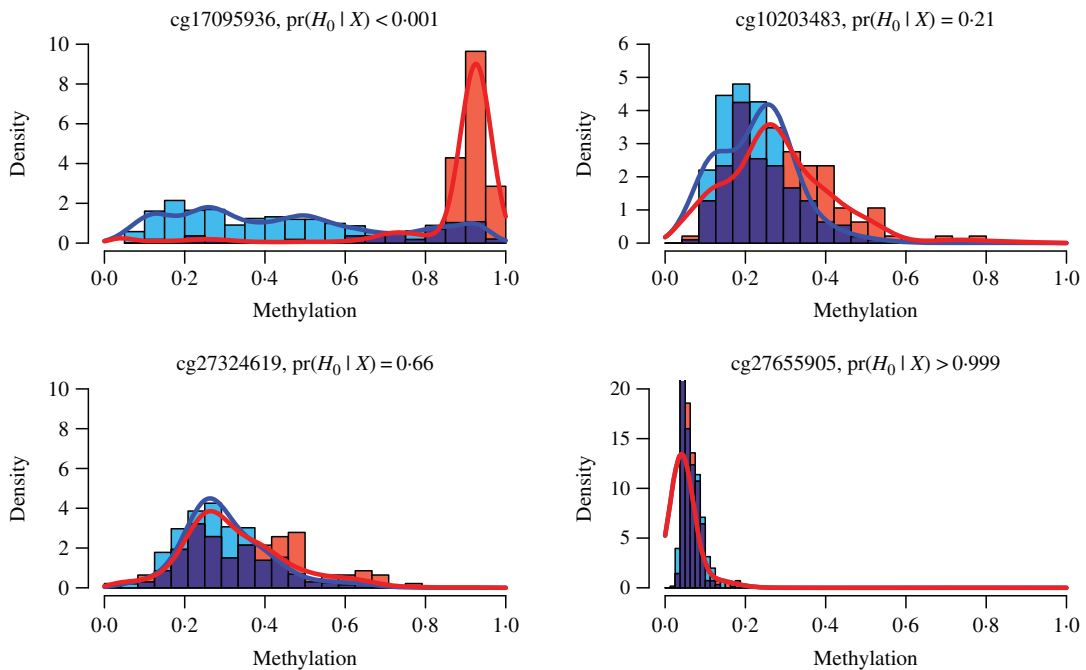 cg17095936, pr(H₀ | X) < 0·001
10
8
6
4
2
0
Density
0·0 0·2 0·4 0·6 0·8 1·0
Methylation
cg10203483, pr(H₀ | X) = 0·21
6
5
4
3
2
1
0
Density
0·0 0·2 0·4 0·6 0·8 1·0
Methylation
cg27324619, pr(H₀ | X) = 0·66
10
8
6
4
2
0
Density
0·0 0·2 0·4 0·6 0·8 1·0
Methylation
cg27655905, pr(H₀ | X) > 0·999
20
15
10
5
0
Density
0·0 0·2 0·4 0·6 0·8 1·0
Methylation